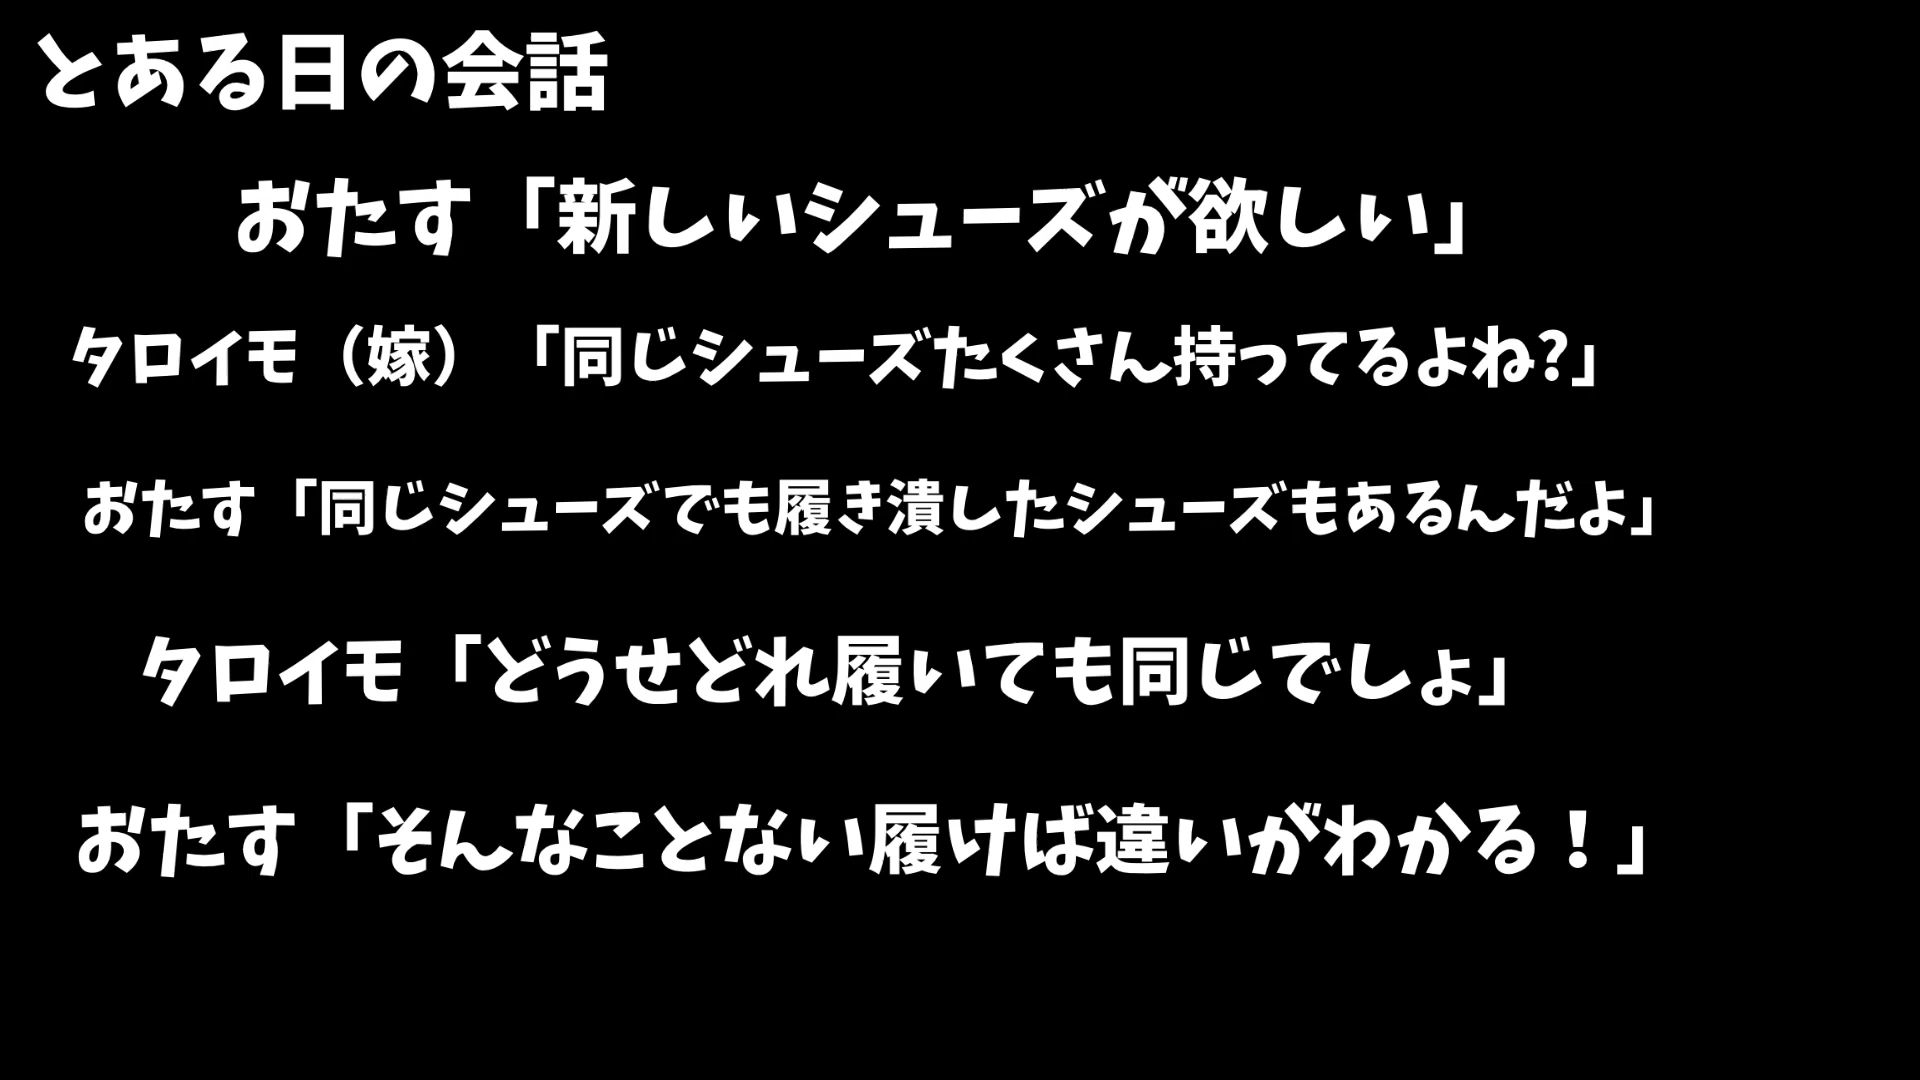 とある日の会話
おたす「新しいシューズが欲しい」
タロイモ（嫁）「同じシューズたくさん持ってるよね?」
おたす「同じシューズでも履き潰したシューズもあるんだよ」
タロイモ「どうせどれ履いても同じでしょ」
おたす「そんなことない履けば違いがわかる！」